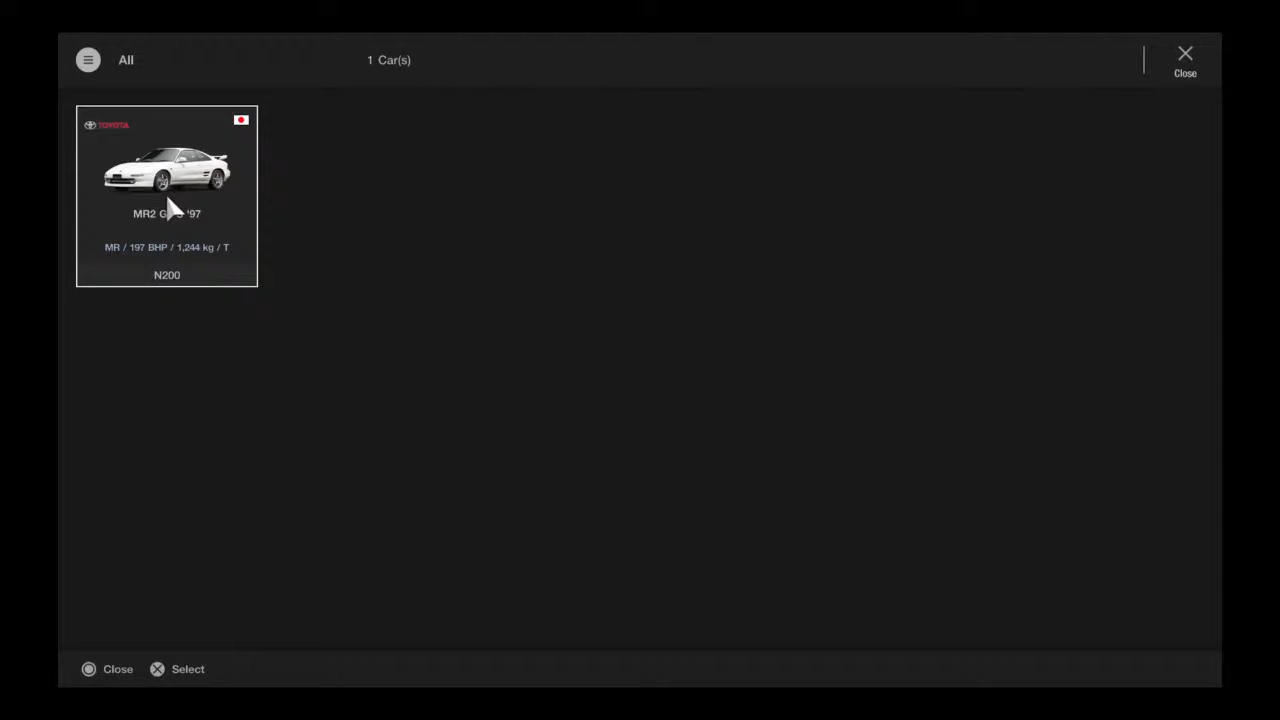 All
1 Car(s)
Close
TOYOTA
MR2 G '97
MR / 197 BHP / 1,244 kg / T
N200
Close
Select